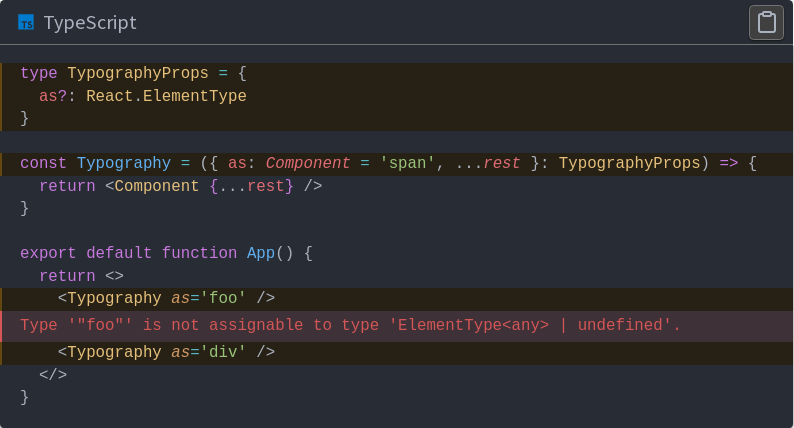 TS TypeScript
type TypographyProps = {
  as?: React.ElementType
}

const Typography = ({ as: Component = 'span', ...rest }: TypographyProps) => {
  return <Component {...rest} />
}

export default function App() {
  return <>
    <Typography as='foo' />
Type '"foo"' is not assignable to type 'ElementType<any> | undefined'.
    <Typography as='div' />
  </>
}